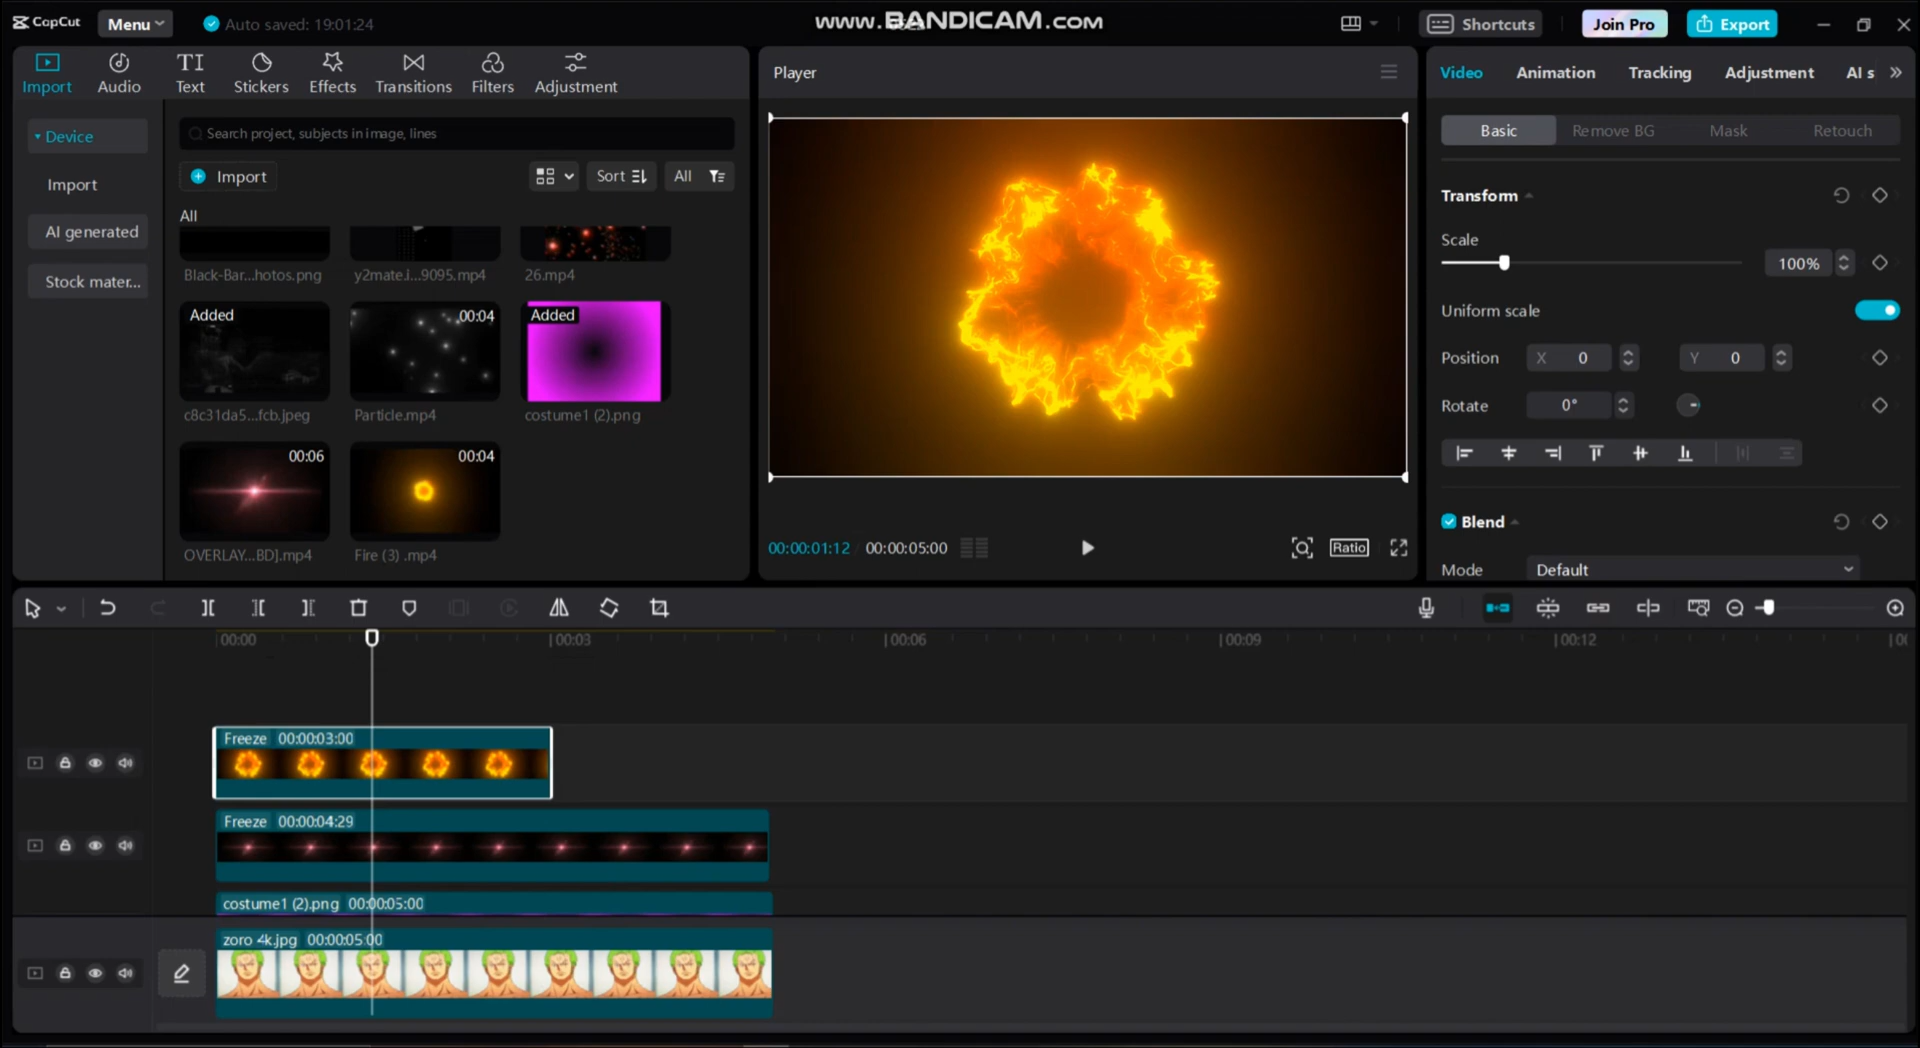 CapCut
Menu
Auto saved: 19:01:24
www.BANDICAM.com
Shortcuts
Join Pro
Export
Import
Audio
Text
Stickers
Effects
Transitions
Filters
Adjustment
Player
Video
Animation
Tracking
Adjustment
AI s
Device
Import
AI generated
Stock mater...
Search project, subjects in image, lines
Import
Sort
All
All
Black-Bar...hotos.png
y2mate.i...9095.mp4
26.mp4
Added
00:04
Added
c8c31da5...fcb.jpeg
Particle.mp4
costume1 (2).png
00:06
00:04
OVERLAY...BD].mp4
Fire (3) .mp4
00:00:01:12
00:00:05:00
Ratio
Basic
Remove BG
Mask
Retouch
Transform
Scale
100%
Uniform scale
Position
X 0
Y 0
Rotate
0°
Blend
Mode
Default
00:00
00:03
00:06
00:09
00:12
Freeze 00:00:03:00
Freeze 00:00:04:29
costume1 (2).png 00:00:05:00
zoro 4k.jpg 00:00:05:00